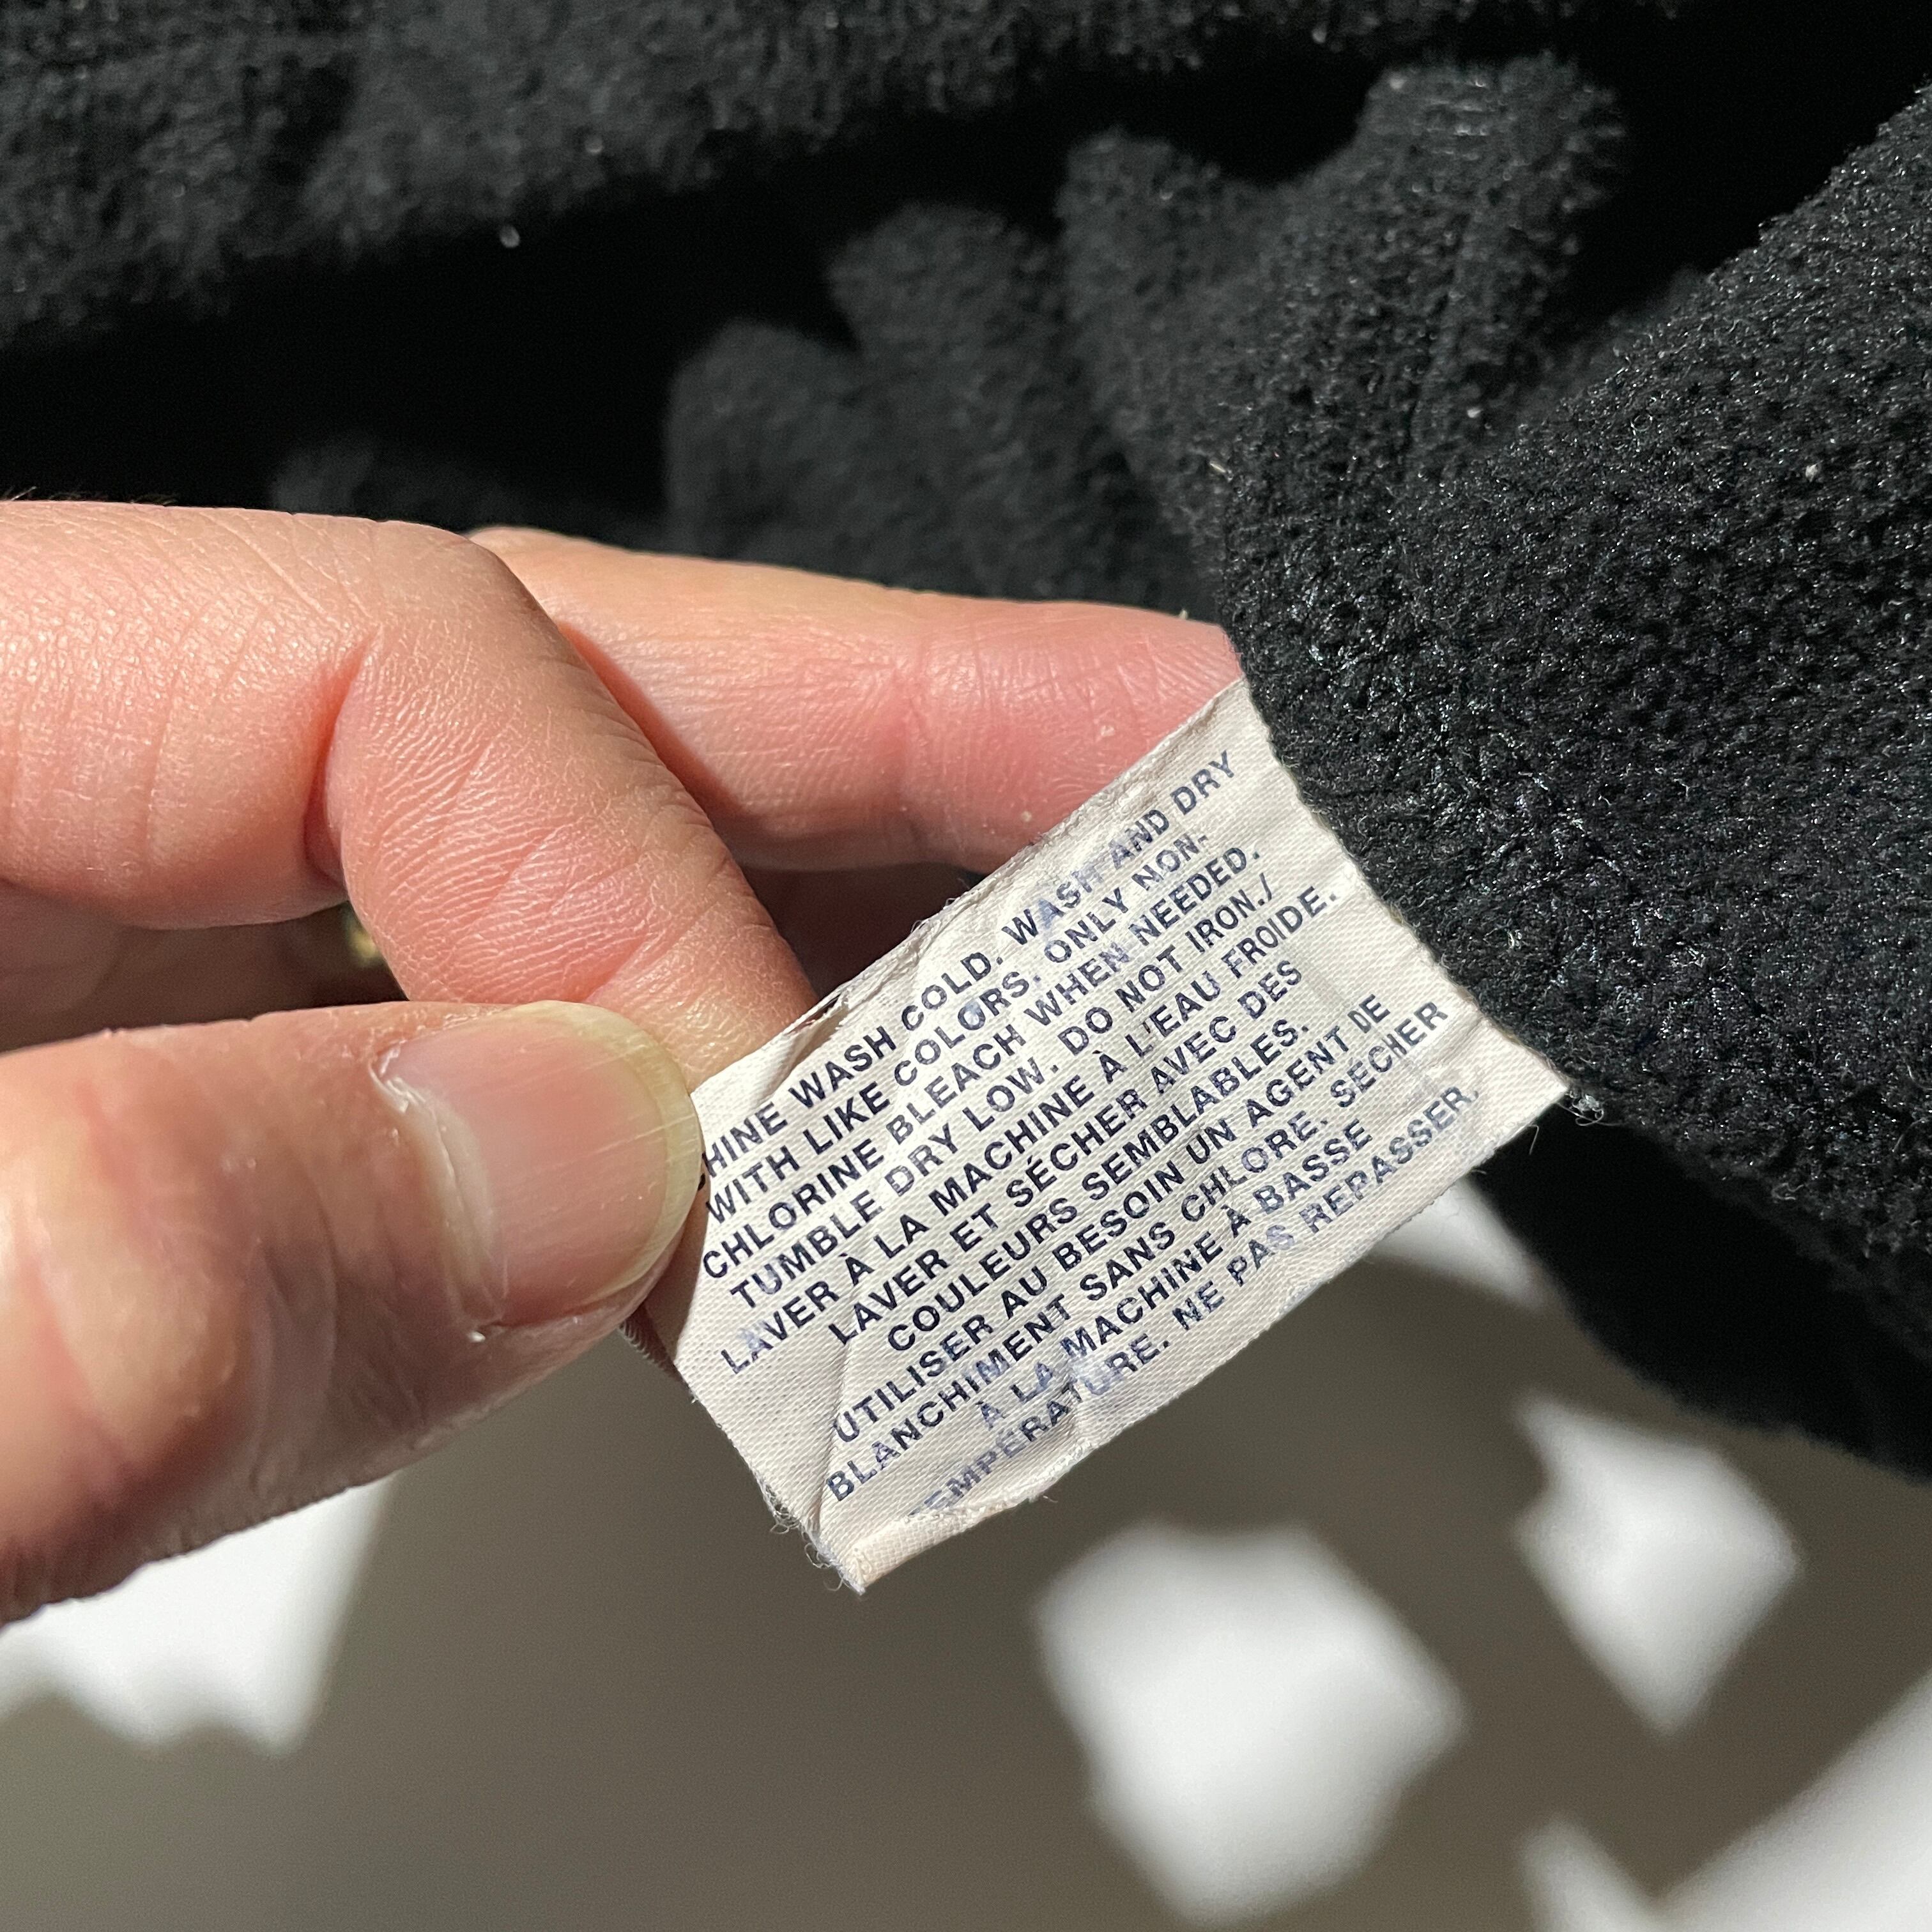 HINE WASH COLD. WASH AND DRY
WITH LIKE COLORS. ONLY NON-
CHLORINE BLEACH WHEN NEEDED.
TUMBLE DRY LOW. DO NOT IRON./
LAVER À LA MACHINE À L'EAU FROIDE.
LAVER ET SÉCHER AVEC DES
COULEURS SEMBLABLES.
UTILISER AU BESOIN UN AGENT DE
BLANCHIMENT SANS CHLORE. SÉCHER
À LA MACHINE À BASSE
TEMPÉRATURE. NE PAS REPASSER.